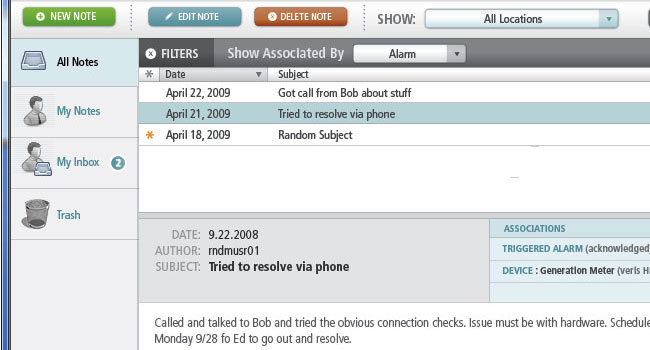 NEW NOTE EDIT NOTE DELETE NOTE SHOW: All Locations
All Notes
My Notes
My Inbox 2
Trash
FILTERS Show Associated By Alarm
* Date Subject
April 22, 2009 Got call from Bob about stuff
April 21, 2009 Tried to resolve via phone
* April 18, 2009 Random Subject
DATE: 9.22.2008
AUTHOR: rndmusr01
SUBJECT: Tried to resolve via phone
ASSOCIATIONS
TRIGGERED ALARM (acknowledged)
DEVICE : Generation Meter (veris H
Called and talked to Bob and tried the obvious connection checks. Issue must be with hardware. Schedule
Monday 9/28 fo Ed to go out and resolve.